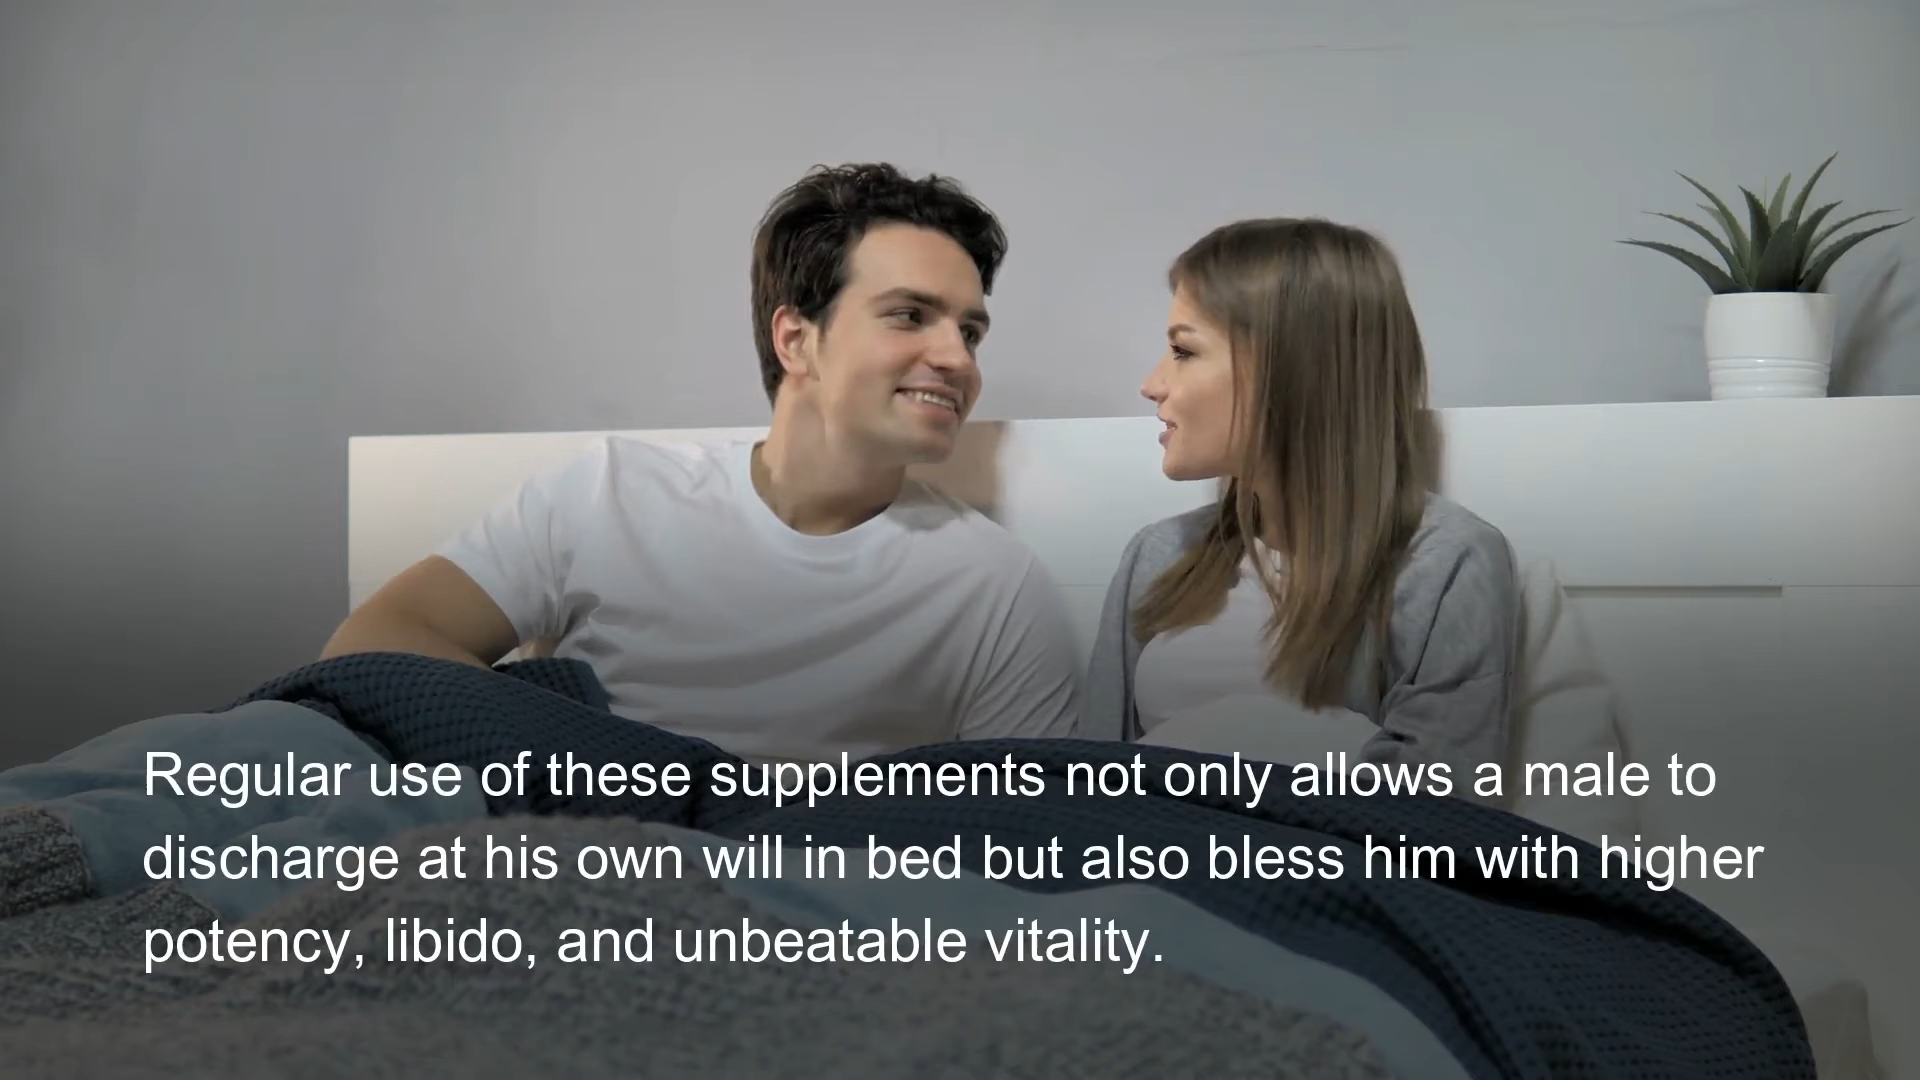 Regular use of these supplements not only allows a male to
discharge at his own will in bed but also bless him with higher
potency, libido, and unbeatable vitality.